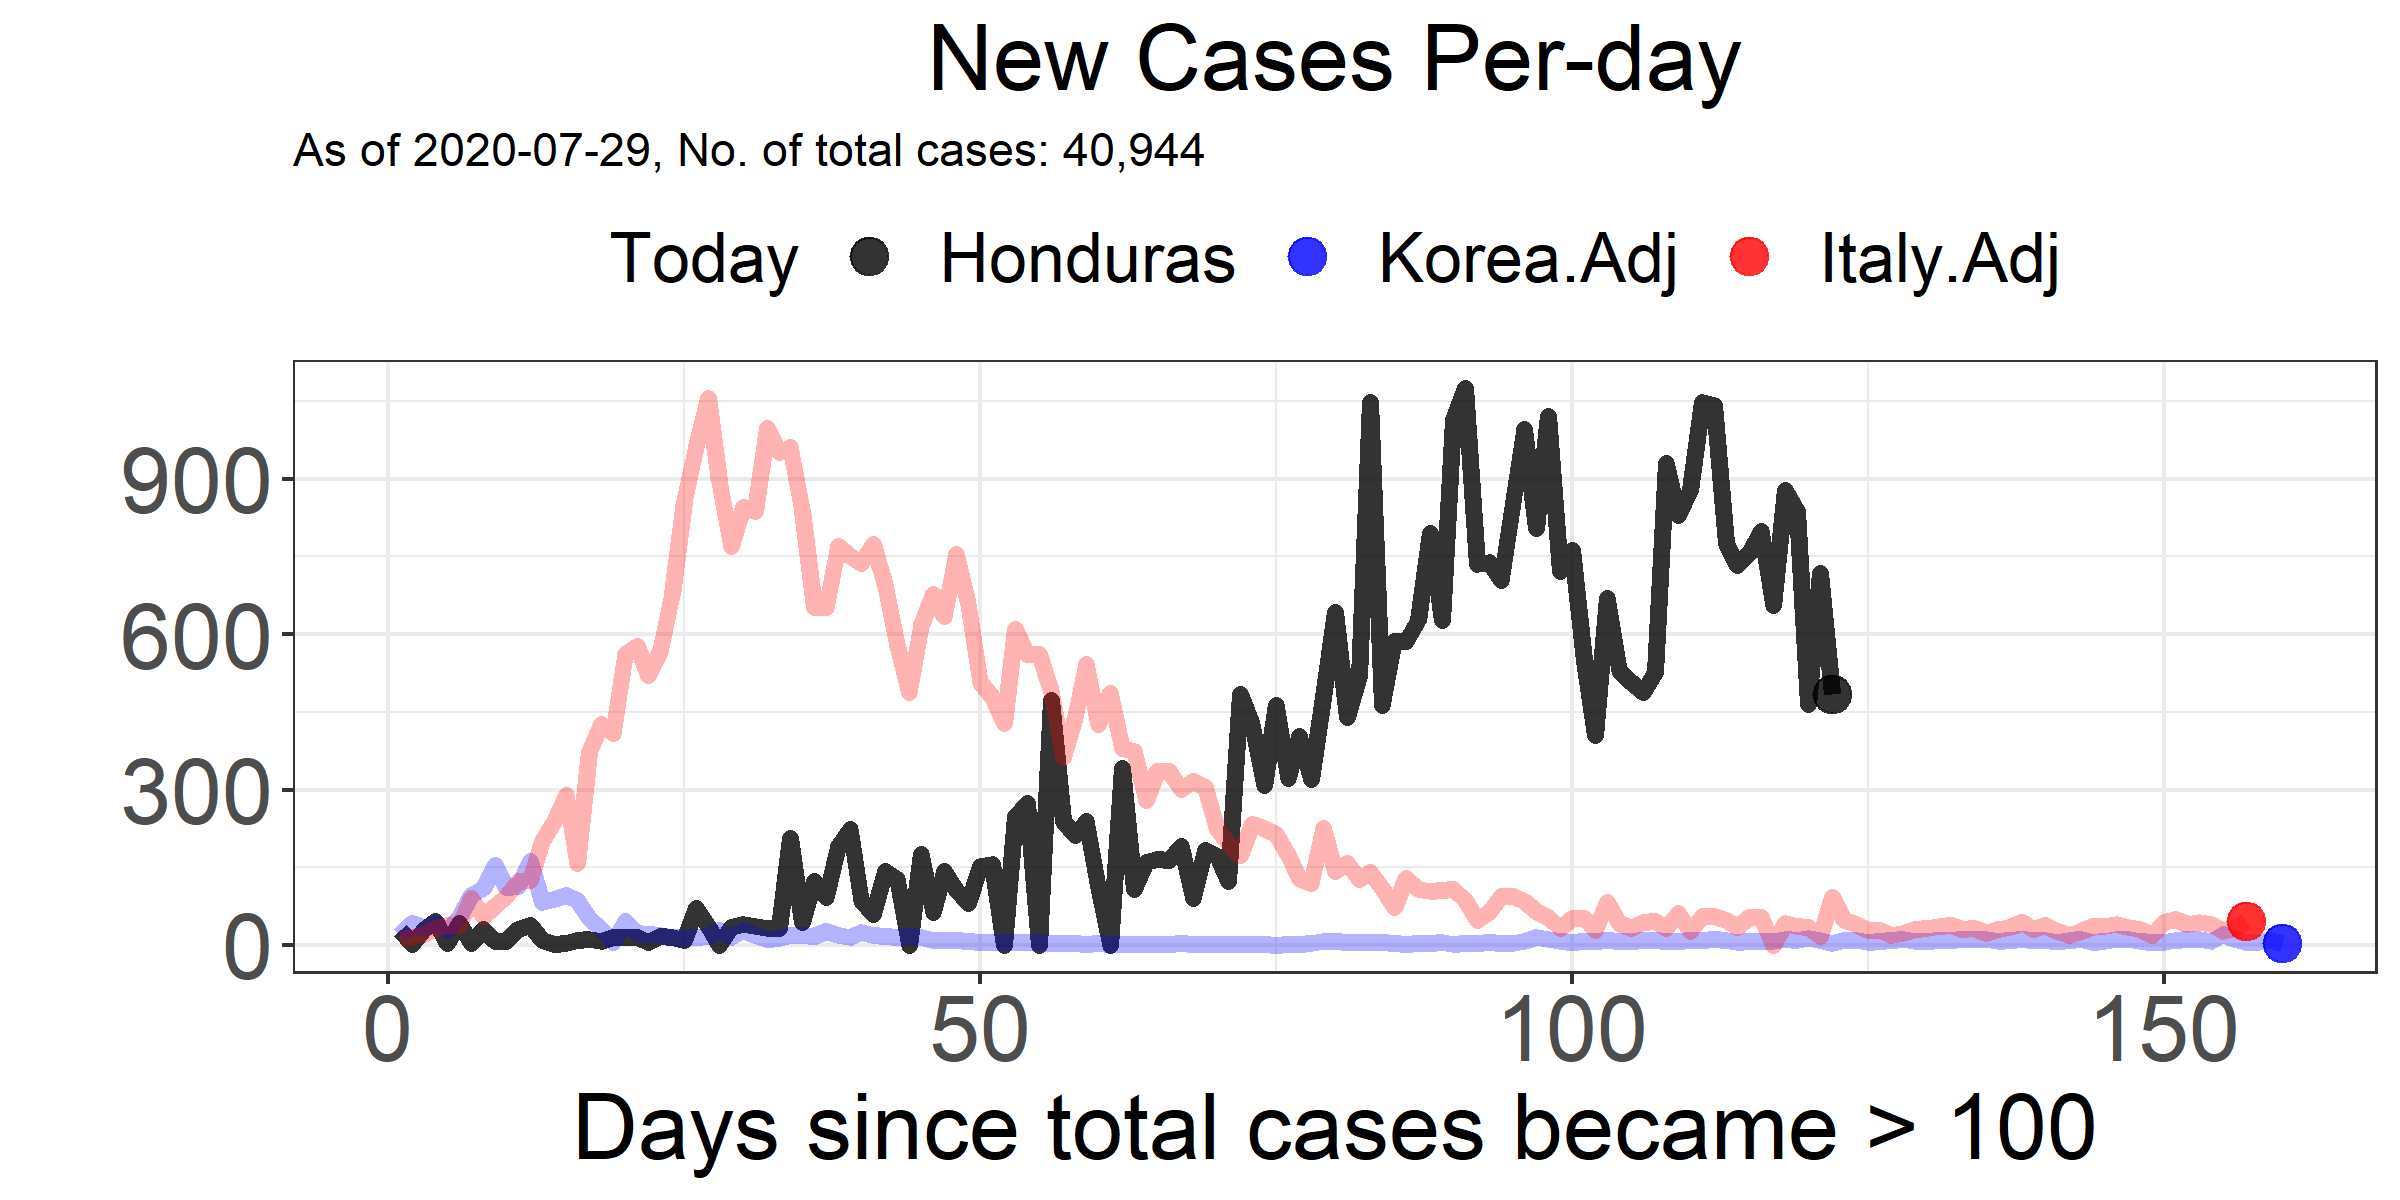 New Cases Per-day
As of 2020-07-29, No. of total cases: 40,944
Today Honduras Korea.Adj Italy.Adj
900
600
300
0
0 50 100 150
Days since total cases became > 100